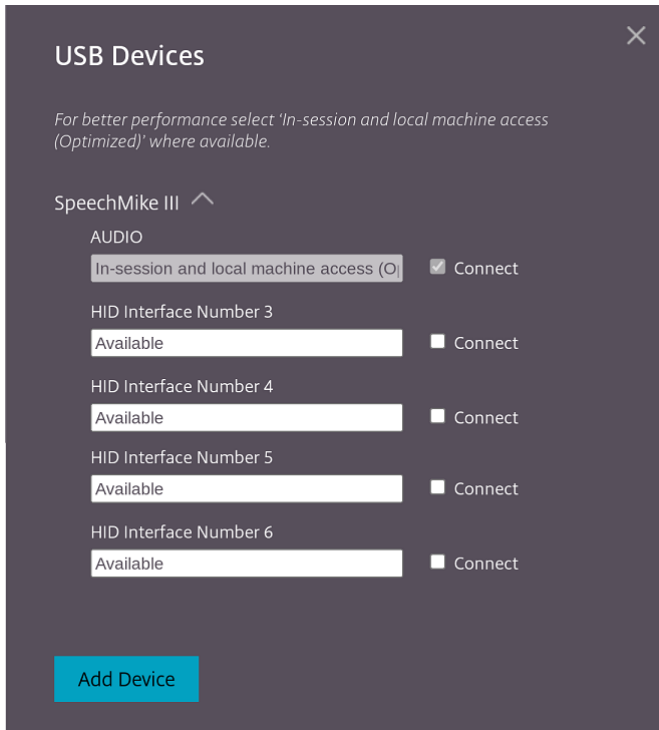 USB Devices
For better performance select 'In-session and local machine access
(Optimized)' where available.
SpeechMike III
AUDIO
In-session and local machine access (Op
Connect
HID Interface Number 3
Available
Connect
HID Interface Number 4
Available
Connect
HID Interface Number 5
Available
Connect
HID Interface Number 6
Available
Connect
Add Device